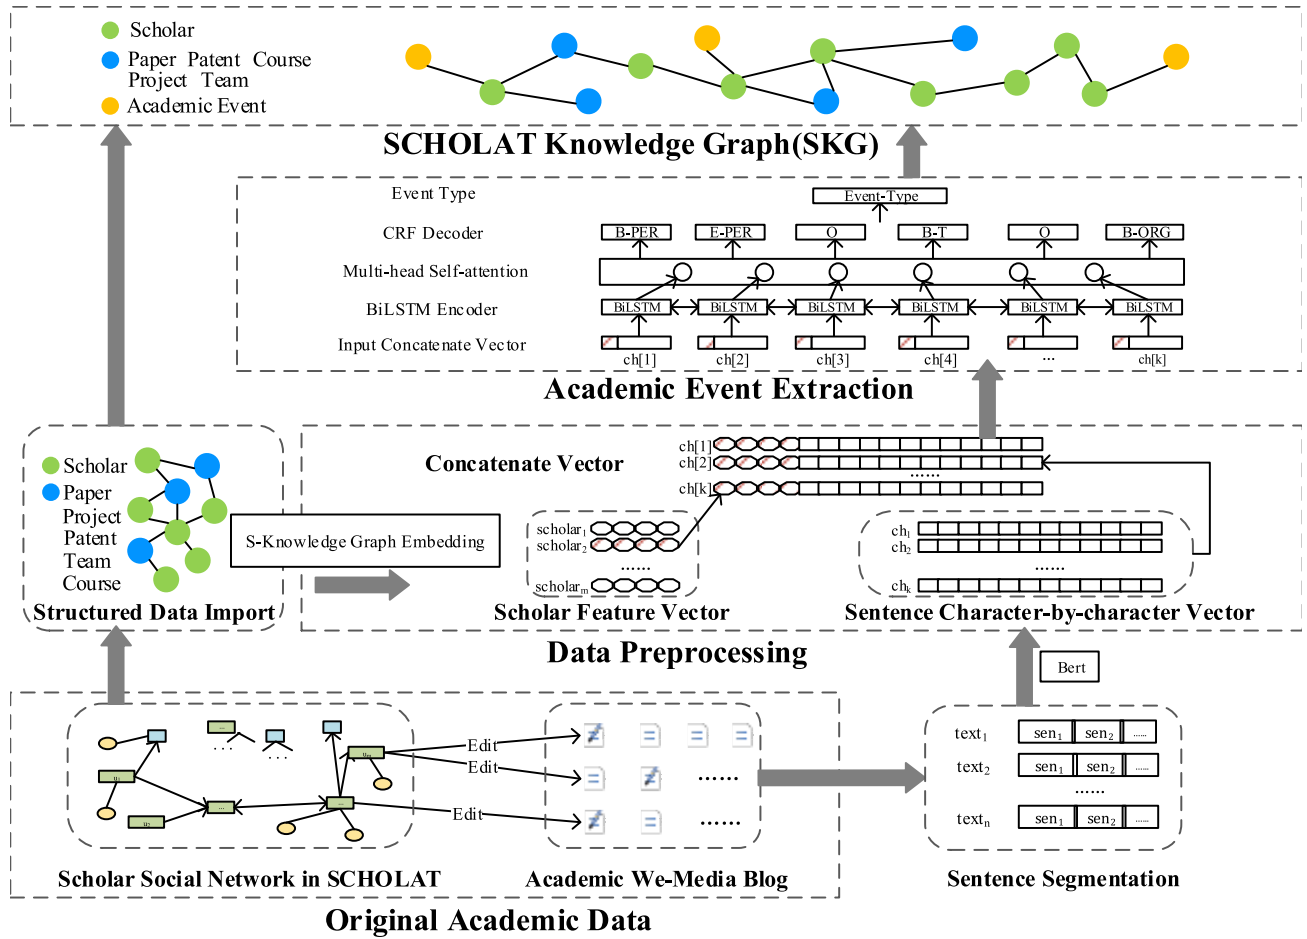 Scholar
Paper Patent Course
Project Team
Academic Event
SCHOLAT Knowledge Graph(SKG)
Event Type
Event-Type
CRF Decoder
B-PER
E-PER
O
B-T
O
B-ORG
Multi-head Self-attention
BiLSTM Encoder
BiLSTM
BiLSTM
BiLSTM
BiLSTM
BiLSTM
BiLSTM
Input Concatenate Vector
ch[1]
ch[2]
ch[3]
ch[4]
...
ch[k]
Academic Event Extraction
Scholar
Paper
Project
Patent
Team
Course
Structured Data Import
S-Knowledge Graph Embedding
Concatenate Vector
ch[1]
ch[2]
......
ch[k]
scholar1
scholar2
......
scholarm
Scholar Feature Vector
ch1
ch2
......
chk
Sentence Character-by-character Vector
Data Preprocessing
Bert
...
...
...
u1
um
u2
...
...
Edit
Edit
Edit
......
......
Scholar Social Network in SCHOLAT
Academic We-Media Blog
Original Academic Data
text1 sen1 sen2 ......
text2 sen1 sen2 ......
......
textn sen1 sen2 ......
Sentence Segmentation